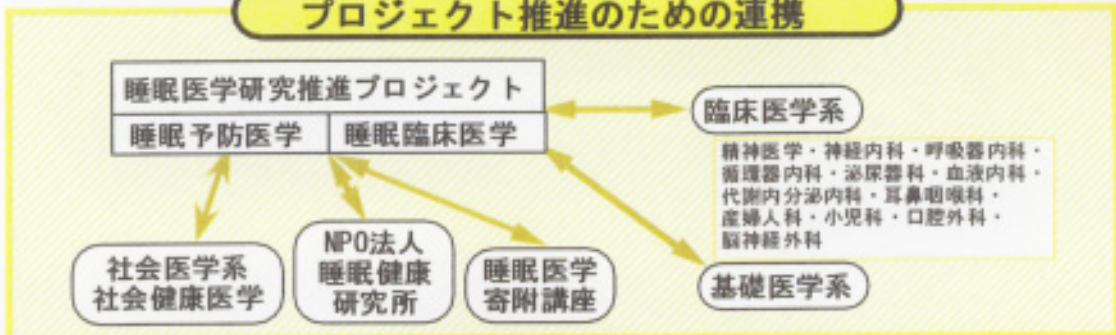 プロジェクト推進のための連携
睡眠医学研究推進プロジェクト
睡眠予防医学
睡眠臨床医学
臨床医学系
精神医学・神経内科・呼吸器内科・
循環器内科・泌尿器科・血液内科・
代謝内分泌内科・耳鼻咽喉科・
産婦人科・小児科・口腔外科・
脳神経外科
社会医学系
社会健康医学
NPO法人
睡眠健康
研究所
睡眠医学
寄附講座
基礎医学系